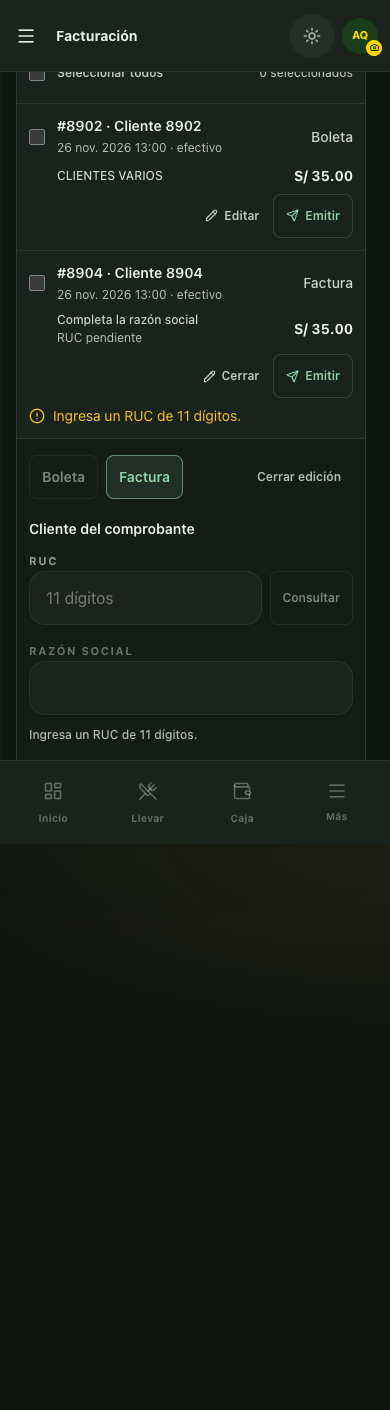 Facturación
AQ
Seleccionar todos
0 seleccionados
#8902 · Cliente 8902
26 nov. 2026 13:00 · efectivo
Boleta
CLIENTES VARIOS
S/ 35.00
Editar
Emitir
#8904 · Cliente 8904
26 nov. 2026 13:00 · efectivo
Factura
Completa la razón social
RUC pendiente
S/ 35.00
Cerrar
Emitir
Ingresa un RUC de 11 dígitos.
Boleta
Factura
Cerrar edición
Cliente del comprobante
RUC
11 dígitos
Consultar
RAZÓN SOCIAL
Ingresa un RUC de 11 dígitos.
Inicio
Llevar
Caja
Más